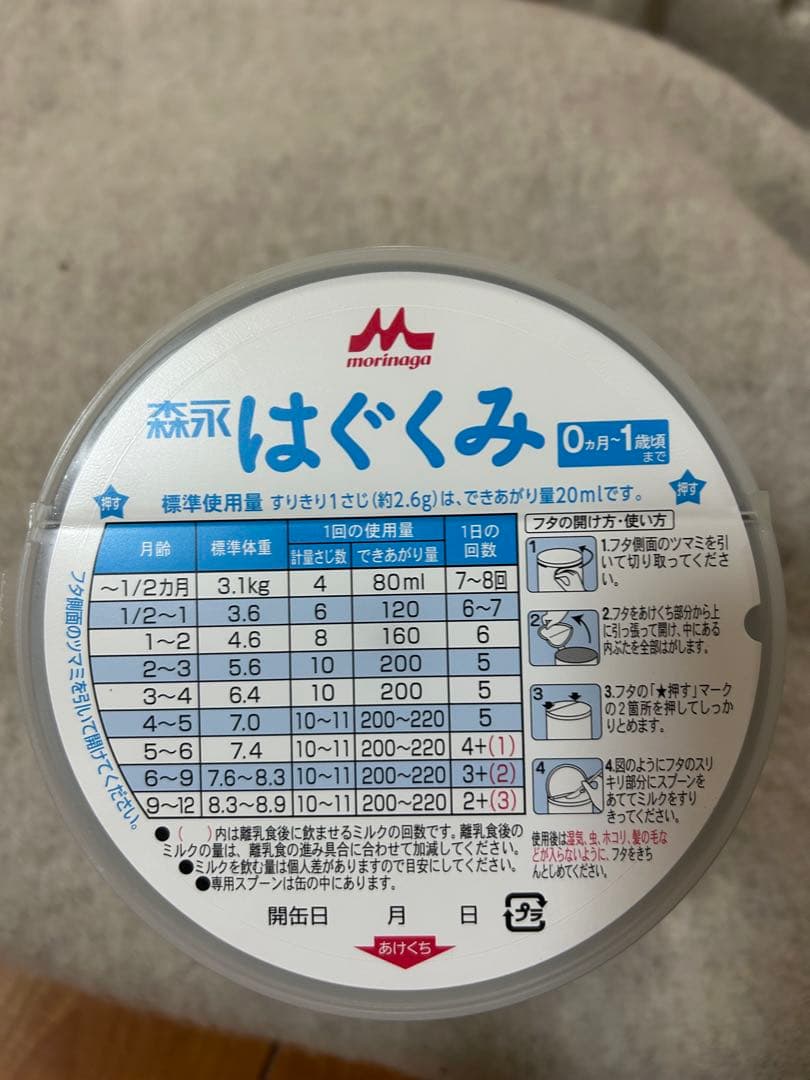 morinaga
森永 はぐくみ 0ヵ月~1歳頃まで
標準使用量 すりきり1さじ(約2.6g)は、できあがり量20mlです。
押す
押す
月齢 標準体重 1回の使用量 1日の回数
計量さじ数 できあがり量
~1/2カ月 3.1kg 4 80ml 7~8回
1/2~1 3.6 6 120 6~7
1~2 4.6 8 160 6
2~3 5.6 10 200 5
3~4 6.4 10 200 5
4~5 7.0 10~11 200~220 5
5~6 7.4 10~11 200~220 4+(1)
6~9 7.6~8.3 10~11 200~220 3+(2)
9~12 8.3~8.9 10~11 200~220 2+(3)
フタ側面のツマミを引いて開けてください。
フタの開け方・使い方
1 1.フタ側面のツマミを引
いて切り取ってくださ
い。
2 2.フタをあけくち部分から上
に引っ張って開け、中にある
内ぶたを全部はがします。
3 3.フタの「★押す」マーク
の2箇所を押してしっか
りとめます。
4 4.図のようにフタのスリ
キリ部分にスプーンを
あててミルクをすり
きってください。
使用後は湿気、虫、ホコリ、髪の毛な
どが入らないように、フタをきち
んとしめてください。
●( )内は離乳食後に飲ませるミルクの回数です。離乳食後の
ミルクの量は、離乳食の進み具合に合わせて加減してください。
●ミルクを飲む量は個人差がありますので目安にしてください。
●専用スプーンは缶の中にあります。
開缶日 月 日 プラ
あけくち